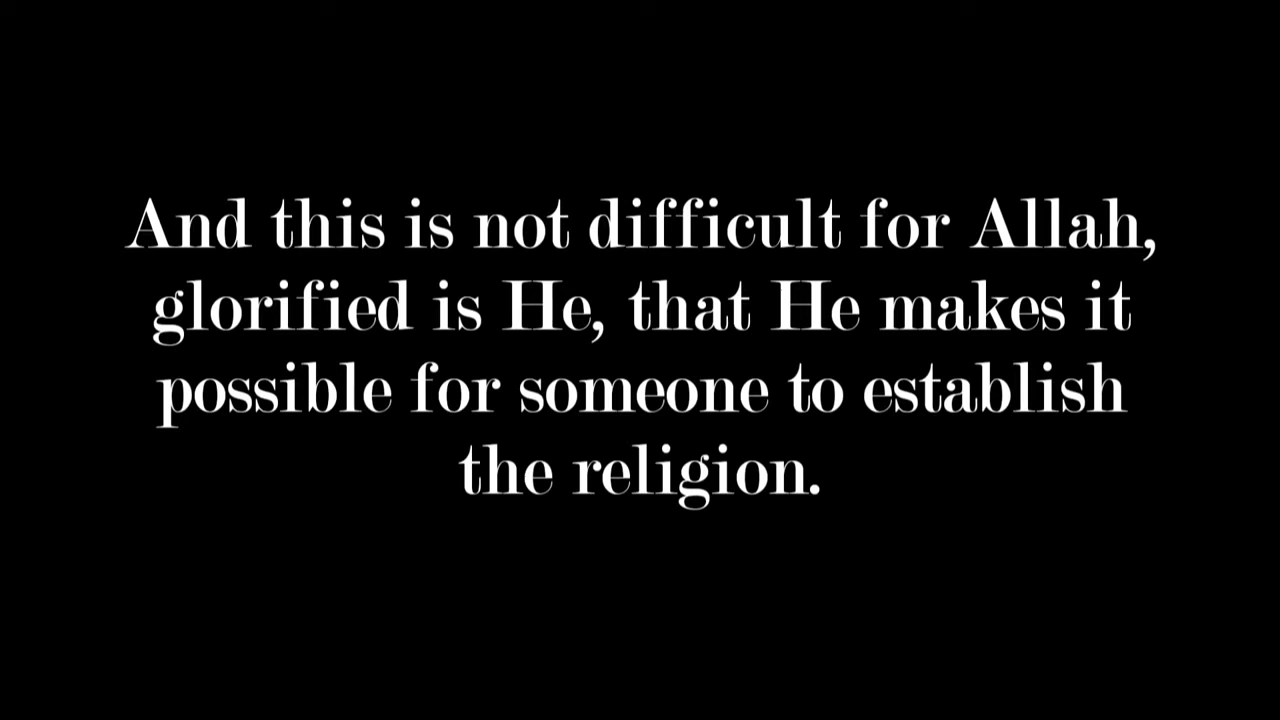 And this is not difficult for Allah,
glorified is He, that He makes it
possible for someone to establish
the religion.